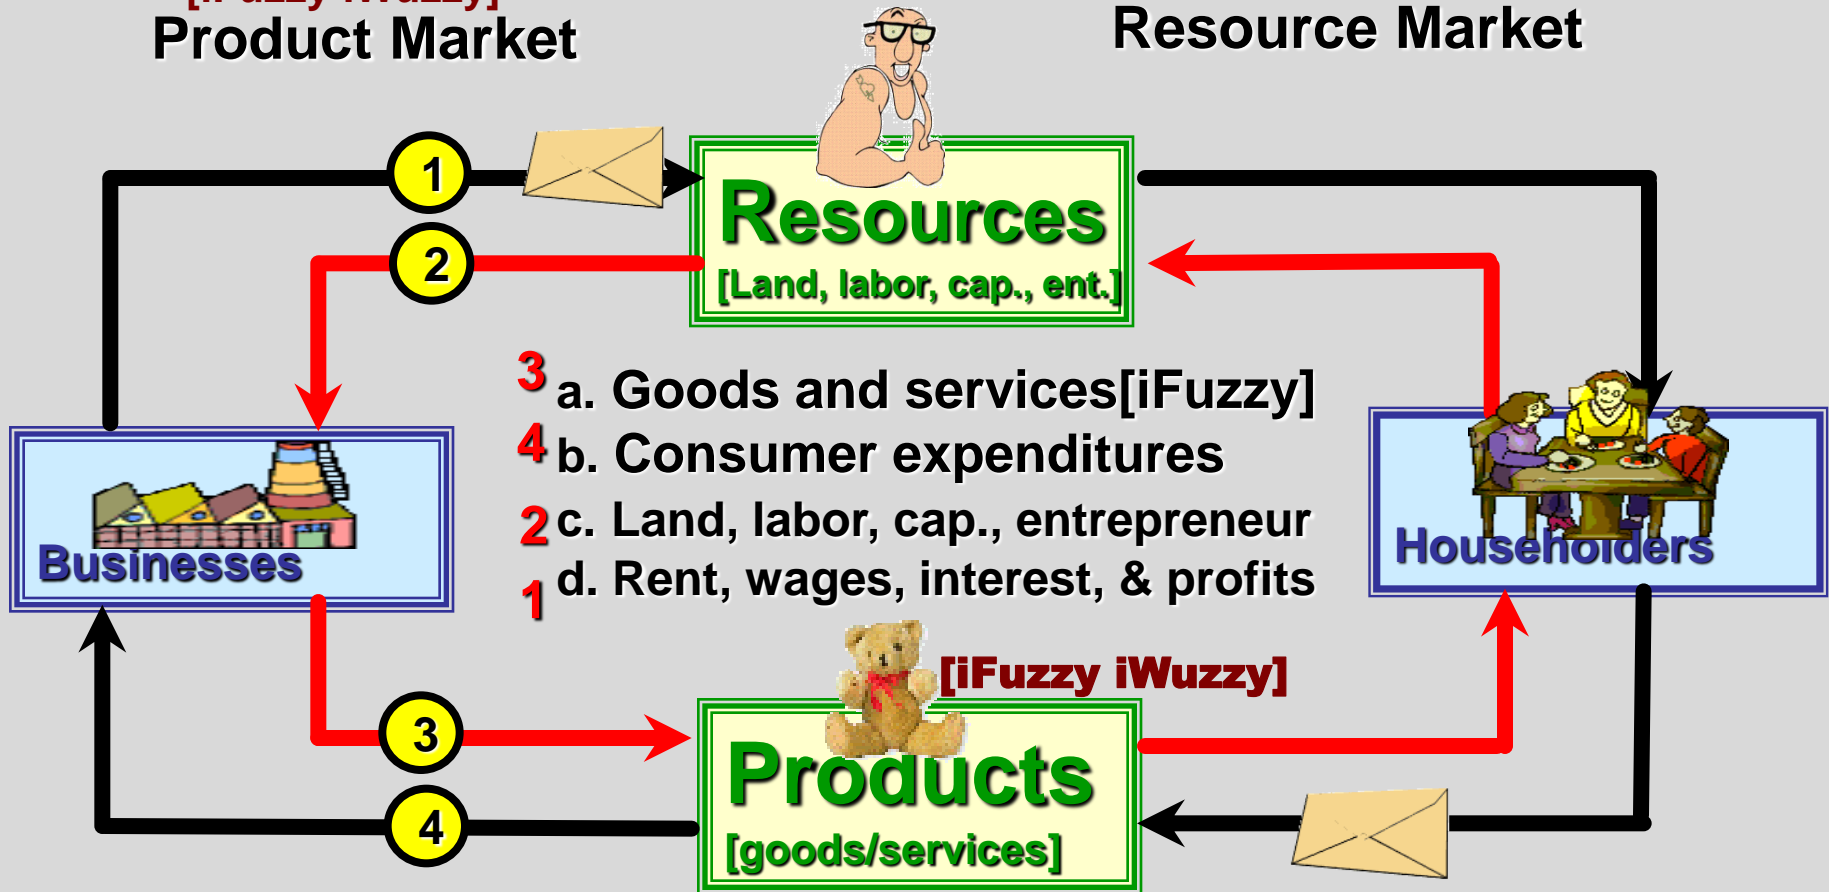 [iFuzzy iWuzzy]
Product Market
Resource Market
1
2
Resources
[Land, labor, cap., ent.]
3 a. Goods and services[iFuzzy]
4 b. Consumer expenditures
2 c. Land, labor, cap., entrepreneur
1 d. Rent, wages, interest, & profits
Businesses
Householders
[iFuzzy iWuzzy]
3
4
Products
[goods/services]